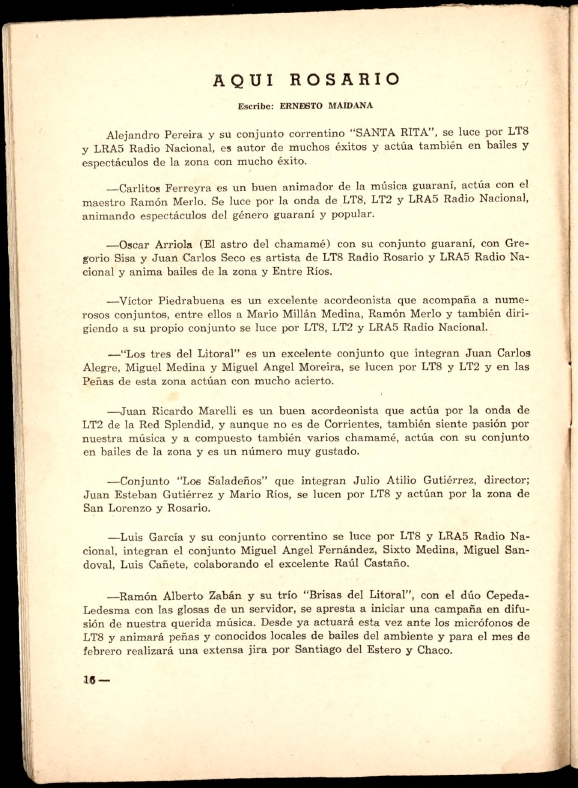 AQUI ROSARIO
Escribe: ERNESTO MAIDANA
Alejandro Pereira y su conjunto correntino "SANTA RITA", se luce por LT8
y LRA5 Radio Nacional, es autor de muchos éxitos y actúa también en bailes y
espectáculos de la zona con mucho éxito.
—Carlitos Ferreyra es un buen animador de la música guaraní, actúa con el
maestro Ramón Merlo. Se luce por la onda de LT8, LT2 y LRA5 Radio Nacional,
animando espectáculos del género guaraní y popular.
—Oscar Arriola (El astro del chamamé) con su conjunto guaraní, con Gre-
gorio Sisa y Juan Carlos Seco es artista de LT8 Radio Rosario y LRA5 Radio Na-
cional y anima bailes de la zona y Entre Ríos.
—Víctor Piedrabuena es un excelente acordeonista que acompaña a nume-
rosos conjuntos, entre ellos a Mario Millán Medina, Ramón Merlo y también diri-
giendo a su propio conjunto se luce por LT8, LT2 y LRA5 Radio Nacional.
—"Los tres del Litoral" es un excelente conjunto que integran Juan Carlos
Alegre, Miguel Medina y Miguel Angel Moreira, se lucen por LT8 y LT2 y en las
Peñas de esta zona actúan con mucho acierto.
—Juan Ricardo Marelli es un buen acordeonista que actúa por la onda de
LT2 de la Red Splendid, y aunque no es de Corrientes, también siente pasión por
nuestra música y a compuesto también varios chamamé, actúa con su conjunto
en bailes de la zona y es un número muy gustado.
—Conjunto "Los Saladeños" que integran Julio Atilio Gutiérrez, director;
Juan Esteban Gutiérrez y Mario Ríos, se lucen por LT8 y actúan por la zona de
San Lorenzo y Rosario.
—Luis García y su conjunto correntino se luce por LT8 y LRA5 Radio Na-
cional, integran el conjunto Miguel Angel Fernández, Sixto Medina, Miguel San-
doval, Luis Cañete, colaborando el excelente Raúl Castaño.
—Ramón Alberto Zabán y su trío "Brisas del Litoral", con el dúo Cepeda-
Ledesma con las glosas de un servidor, se apresta a iniciar una campaña en difu-
sión de nuestra querida música. Desde ya actuará esta vez ante los micrófonos de
LT8 y animará peñas y conocidos locales de bailes del ambiente y para el mes de
febrero realizará una extensa jira por Santiago del Estero y Chaco.
16 —